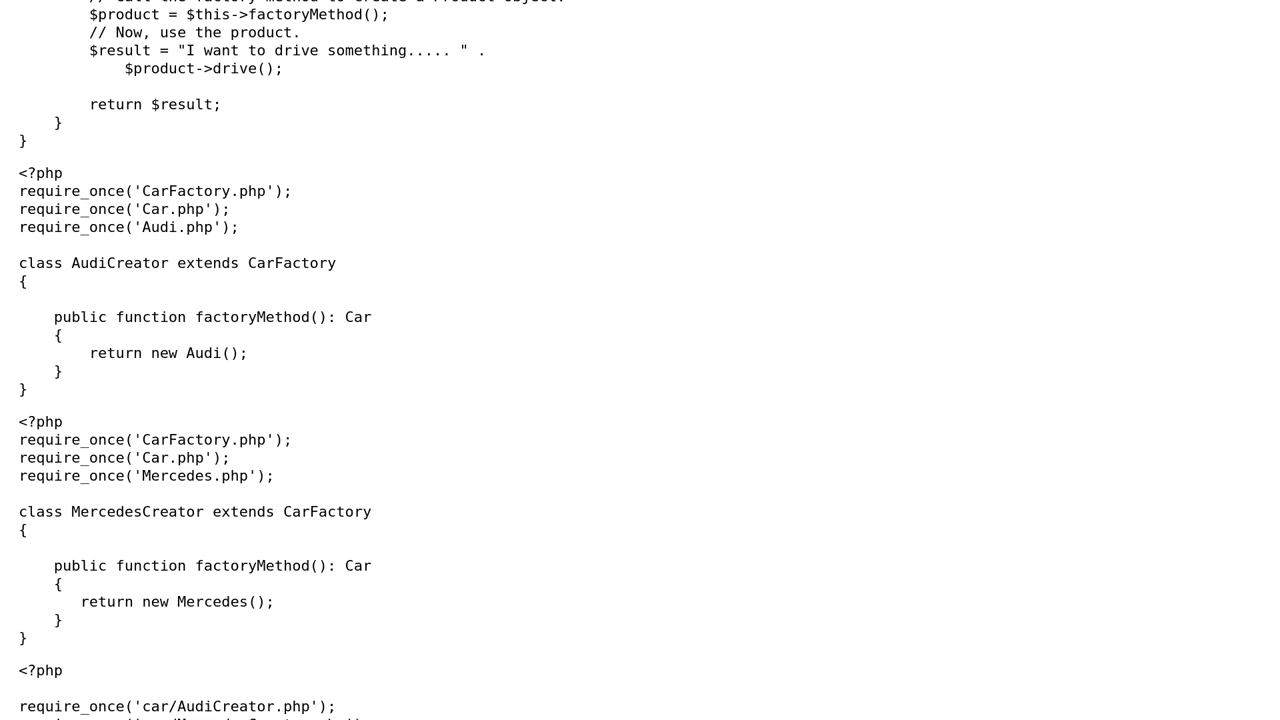 $product = $this->factoryMethod();
        // Now, use the product.
        $result = "I want to drive something..... " .
            $product->drive();

        return $result;
    }
}
<?php
require_once('CarFactory.php');
require_once('Car.php');
require_once('Audi.php');

class AudiCreator extends CarFactory
{

    public function factoryMethod(): Car
    {
        return new Audi();
    }
}
<?php
require_once('CarFactory.php');
require_once('Car.php');
require_once('Mercedes.php');

class MercedesCreator extends CarFactory
{

    public function factoryMethod(): Car
    {
       return new Mercedes();
    }
}
<?php

require_once('car/AudiCreator.php');